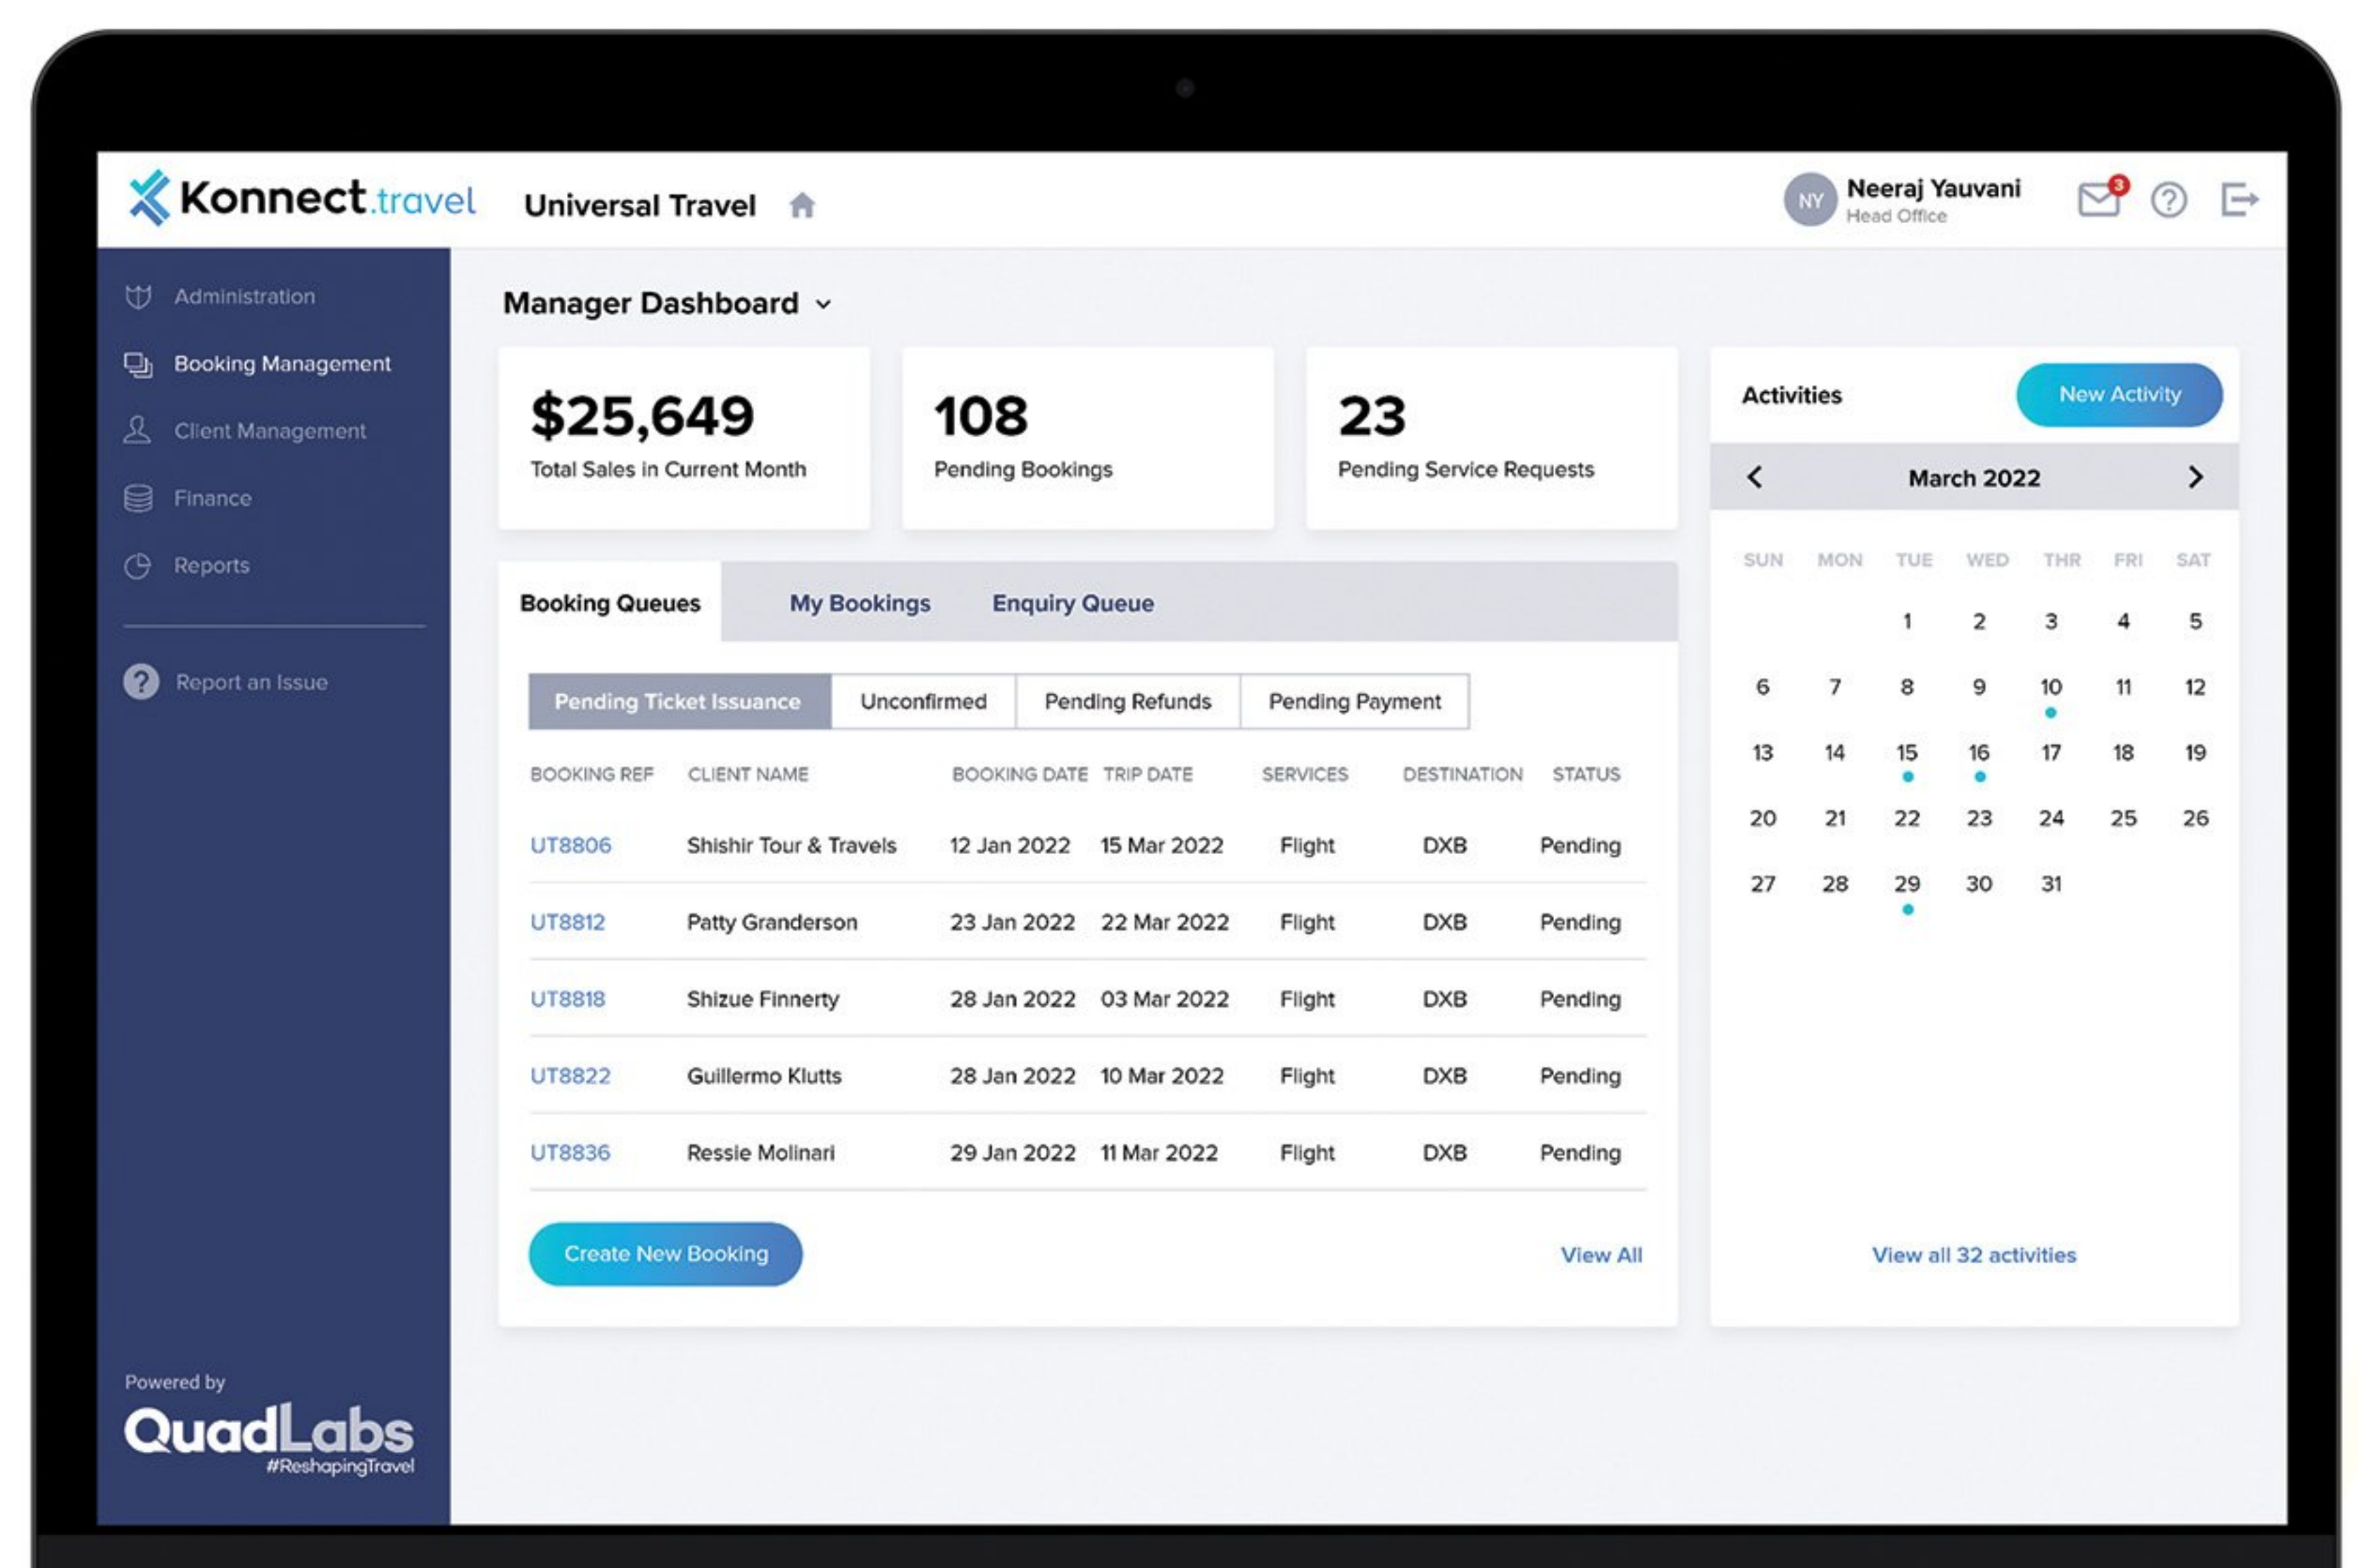 Konnect.travel
Universal Travel
NY
Neeraj Yauvani
Head Office
3
?
Administration
Booking Management
Client Management
Finance
Reports
? Report an Issue
Powered by
QuadLabs
#ReshapingTravel
Manager Dashboard
$25,649
Total Sales in Current Month
108
Pending Bookings
23
Pending Service Requests
Booking Queues My Bookings Enquiry Queue
Pending Ticket Issuance Unconfirmed Pending Refunds Pending Payment
BOOKING REF CLIENT NAME BOOKING DATE TRIP DATE SERVICES DESTINATION STATUS
UT8806 Shishir Tour & Travels 12 Jan 2022 15 Mar 2022 Flight DXB Pending
UT8812 Patty Granderson 23 Jan 2022 22 Mar 2022 Flight DXB Pending
UT8818 Shizue Finnerty 28 Jan 2022 03 Mar 2022 Flight DXB Pending
UT8822 Guillermo Klutts 28 Jan 2022 10 Mar 2022 Flight DXB Pending
UT8836 Ressie Molinari 29 Jan 2022 11 Mar 2022 Flight DXB Pending
Create New Booking View All
Activities New Activity
March 2022
SUN MON TUE WED THR FRI SAT
1 2 3 4 5
6 7 8 9 10 11 12
13 14 15 16 17 18 19
20 21 22 23 24 25 26
27 28 29 30 31
View all 32 activities